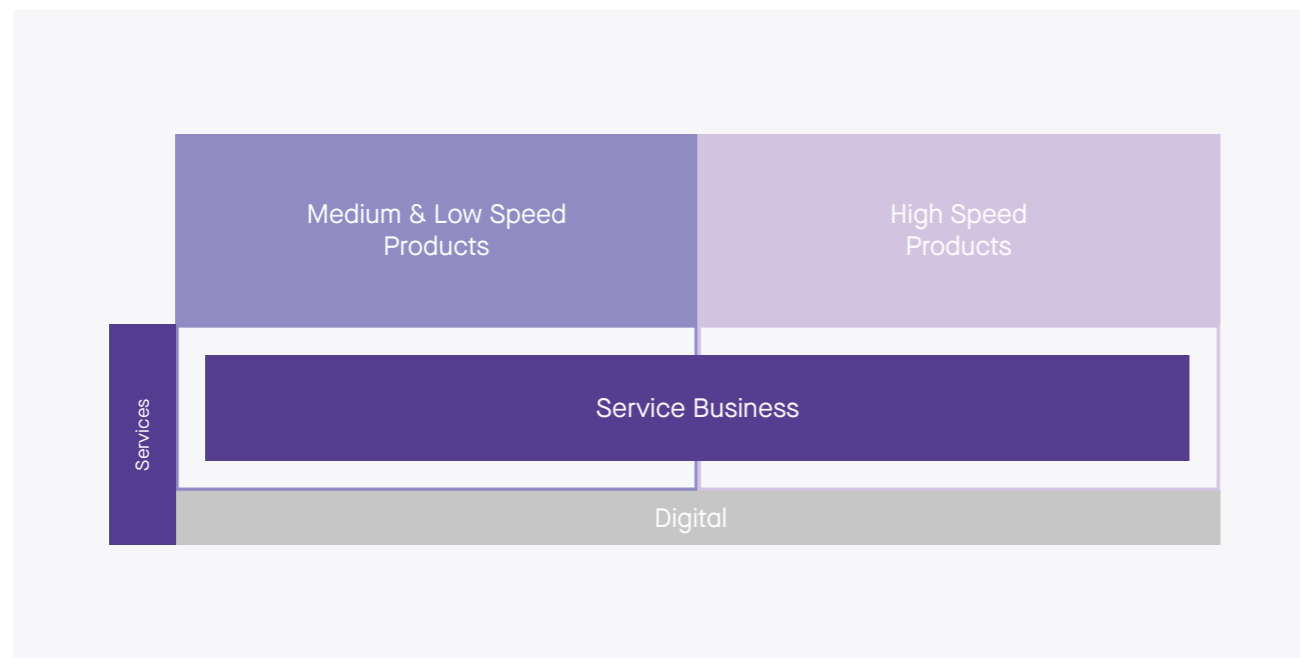 Medium & Low Speed
Products
High Speed
Products
Services
Service Business
Digital